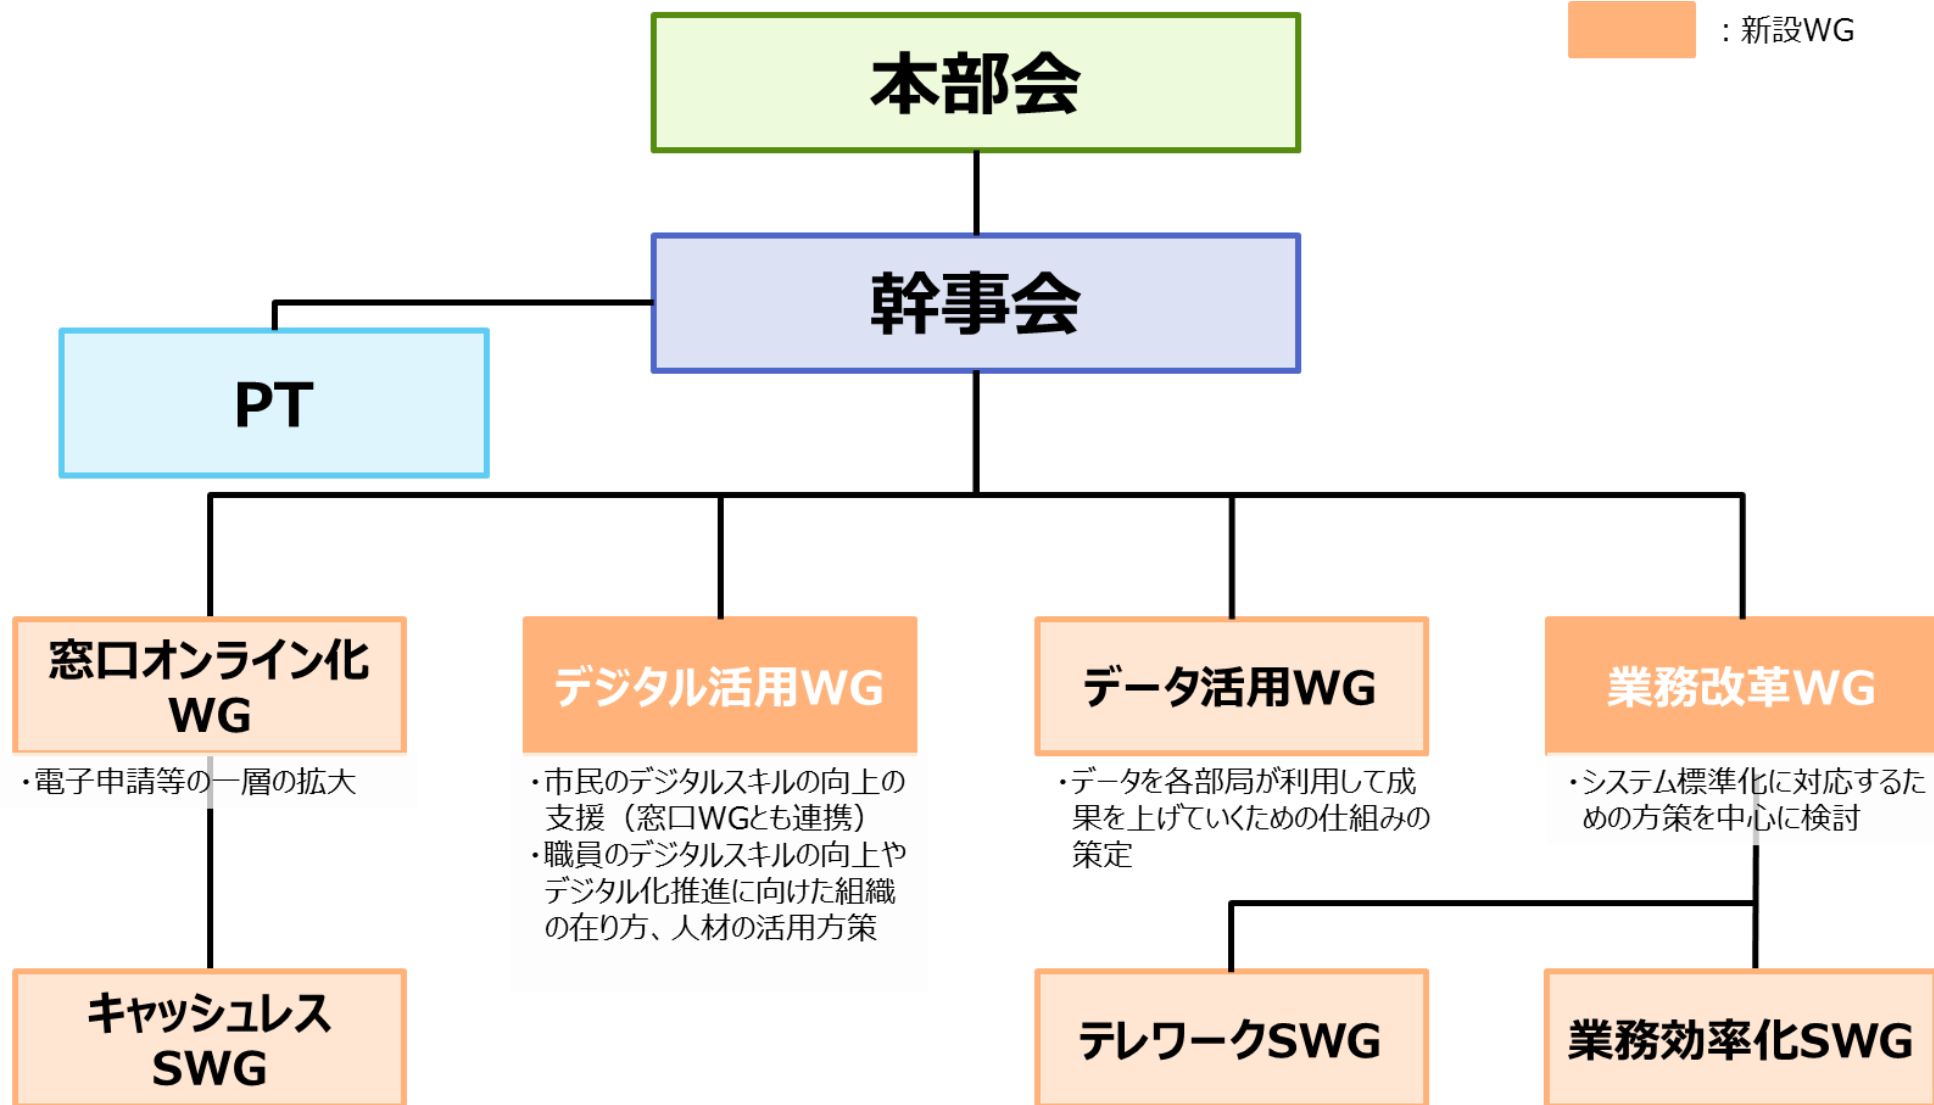 ：新設WG
本部会
幹事会
PT
窓口オンライン化
WG
・電子申請等の一層の拡大
デジタル活用WG
・市民のデジタルスキルの向上の
支援（窓口WGとも連携）
・職員のデジタルスキルの向上や
デジタル化推進に向けた組織
の在り方、人材の活用方策
データ活用WG
・データを各部局が利用して成
果を上げていくための仕組みの
策定
業務改革WG
・システム標準化に対応するた
めの方策を中心に検討
キャッシュレス
SWG
テレワークSWG
業務効率化SWG